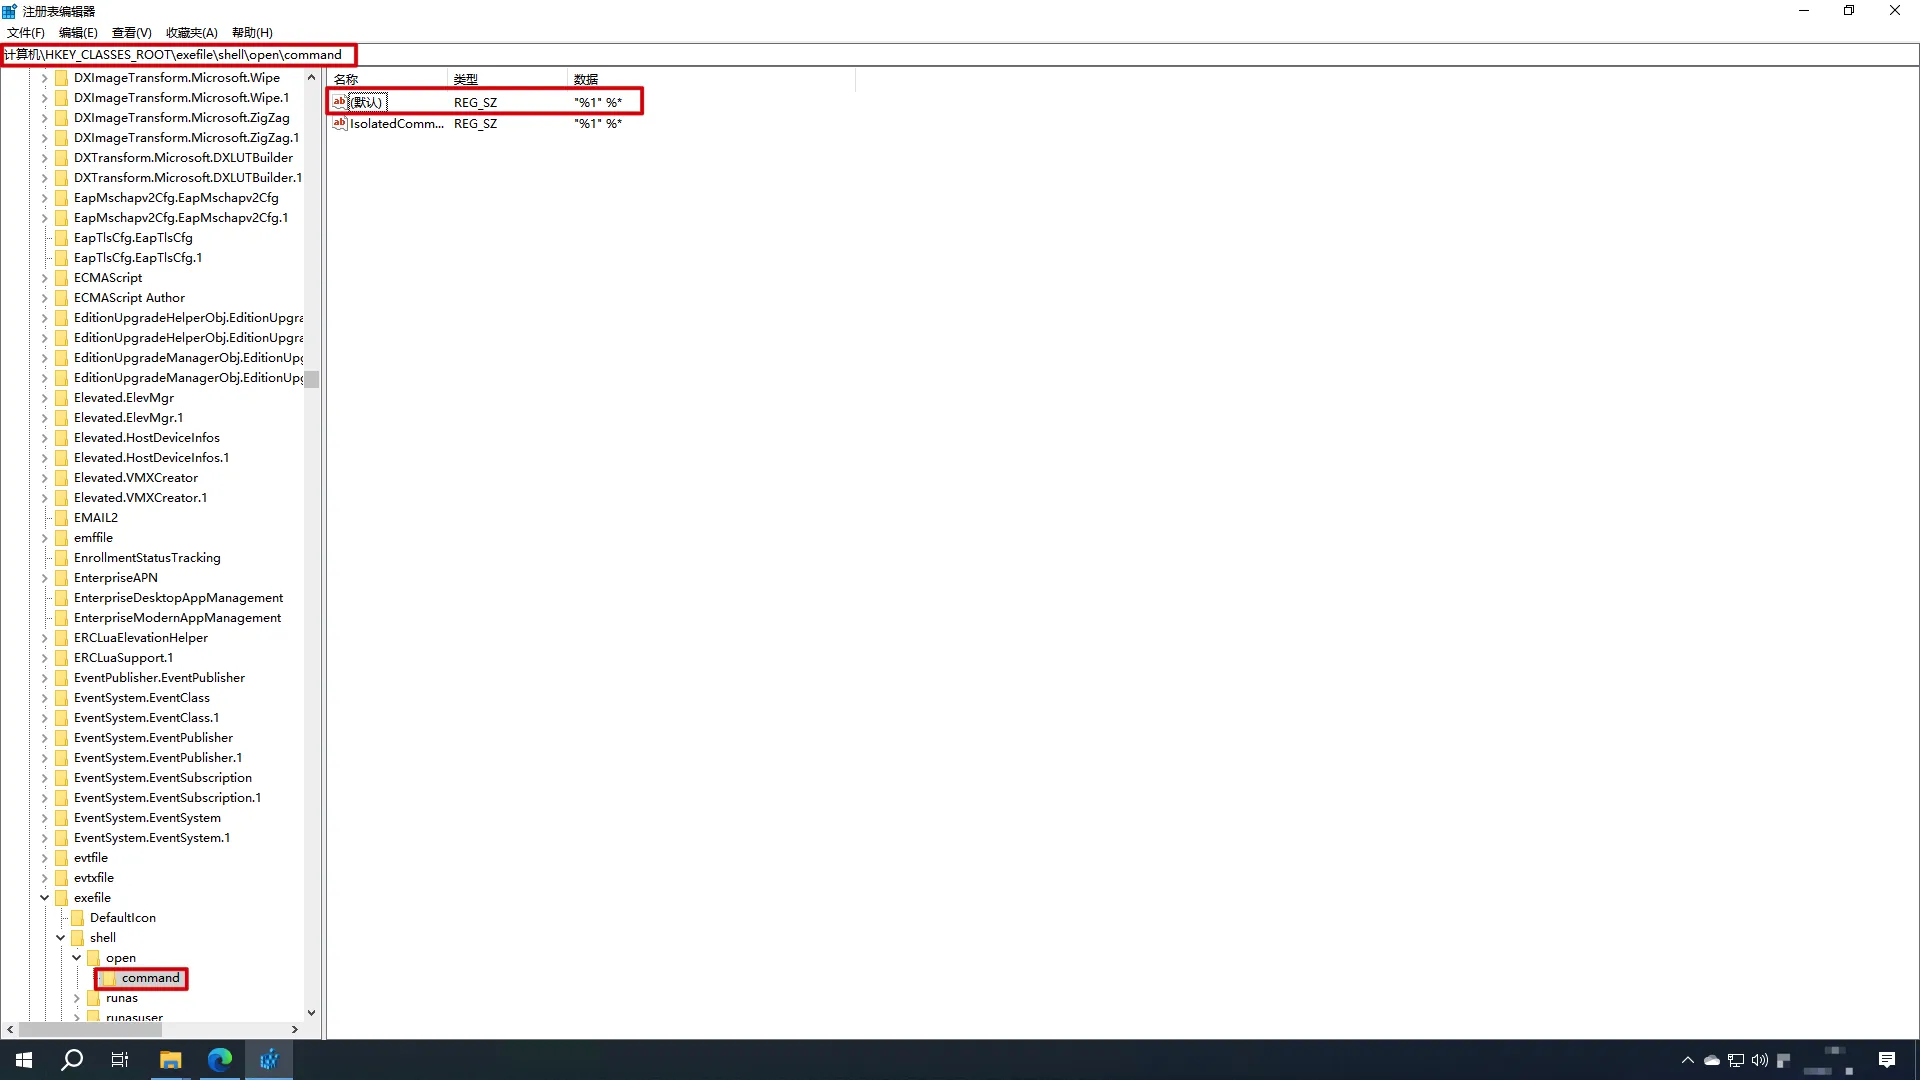 注册表编辑器
文件(F) 编辑(E) 查看(V) 收藏夹(A) 帮助(H)
计算机\HKEY_CLASSES_ROOT\exefile\shell\open\command
DXImageTransform.Microsoft.Wipe
DXImageTransform.Microsoft.Wipe.1
DXImageTransform.Microsoft.ZigZag
DXImageTransform.Microsoft.ZigZag.1
DXTransform.Microsoft.DXLUTBuilder
DXTransform.Microsoft.DXLUTBuilder.1
EapMschapv2Cfg.EapMschapv2Cfg
EapMschapv2Cfg.EapMschapv2Cfg.1
EapTlsCfg.EapTlsCfg
EapTlsCfg.EapTlsCfg.1
ECMAScript
ECMAScript Author
EditionUpgradeHelperObj.EditionUpgra
EditionUpgradeHelperObj.EditionUpgra
EditionUpgradeManagerObj.EditionUpg
EditionUpgradeManagerObj.EditionUpg
Elevated.ElevMgr
Elevated.ElevMgr.1
Elevated.HostDeviceInfos
Elevated.HostDeviceInfos.1
Elevated.VMXCreator
Elevated.VMXCreator.1
EMAIL2
emffile
EnrollmentStatusTracking
EnterpriseAPN
EnterpriseDesktopAppManagement
EnterpriseModernAppManagement
ERCLuaElevationHelper
ERCLuaSupport.1
EventPublisher.EventPublisher
EventSystem.EventClass
EventSystem.EventClass.1
EventSystem.EventPublisher
EventSystem.EventPublisher.1
EventSystem.EventSubscription
EventSystem.EventSubscription.1
EventSystem.EventSystem
EventSystem.EventSystem.1
evtfile
evtxfile
exefile
DefaultIcon
shell
open
command
runas
runasuser
名称 类型 数据
ab (默认) REG_SZ "%1" %*
ab IsolatedComm... REG_SZ "%1" %*